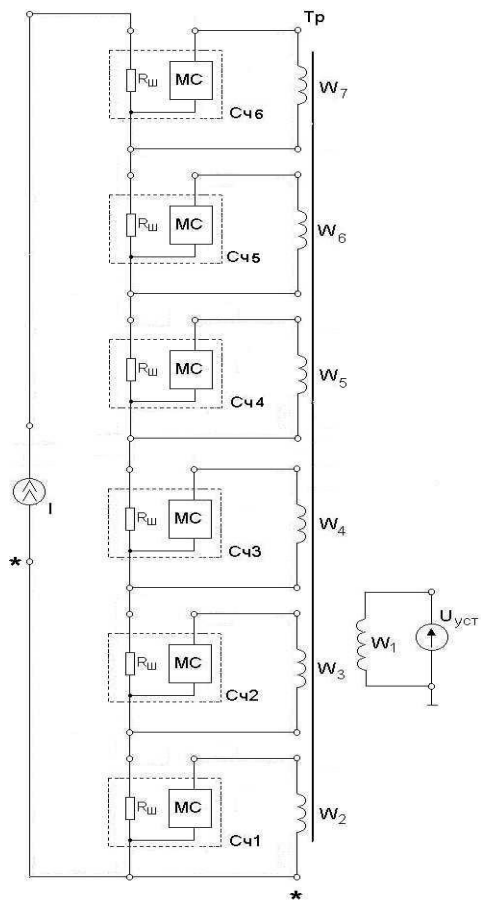 Тр
Rш МС
Сч6
W7
Rш МС
Сч5
W6
Rш МС
Сч4
W5
I
Rш МС
Сч3
W4
*
W1 Uуст
Rш МС
Сч2
W3
Rш МС
Сч1
W2
*